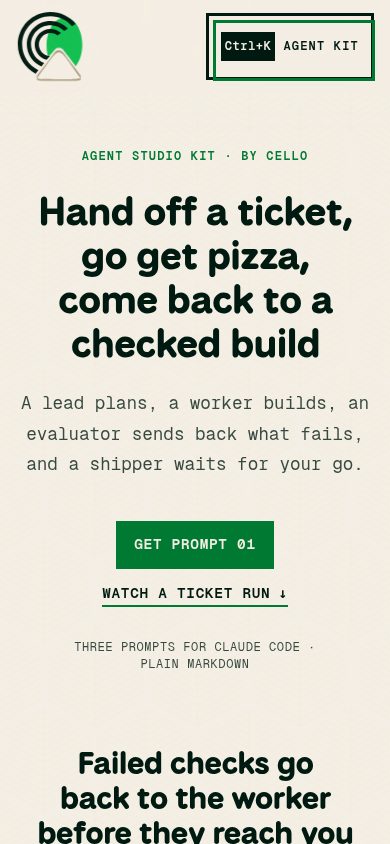 Ctrl+K AGENT KIT
AGENT STUDIO KIT · BY CELLO
Hand off a ticket,
go get pizza,
come back to a
checked build
A lead plans, a worker builds, an
evaluator sends back what fails,
and a shipper waits for your go.
GET PROMPT 01
WATCH A TICKET RUN ↓
THREE PROMPTS FOR CLAUDE CODE ·
PLAIN MARKDOWN
Failed checks go
back to the worker
before they reach you